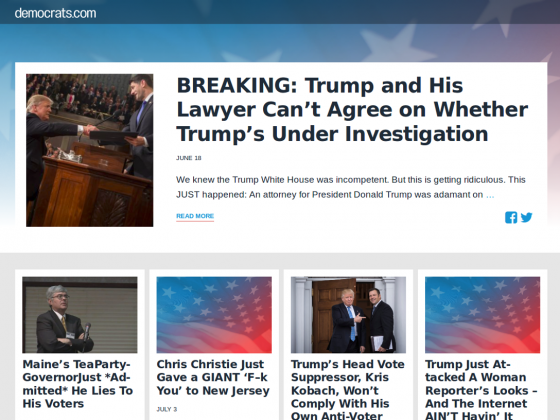 democrats.com
BREAKING: Trump and His
Lawyer Can’t Agree on Whether
Trump’s Under Investigation
JUNE 18
We knew the Trump White House was incompetent. But this is getting ridiculous. This
JUST happened: An attorney for President Donald Trump was adamant on …
READ MORE
Maine’s TeaParty-
GovernorJust *Ad-
mitted* He Lies To
His Voters
Chris Christie Just
Gave a GIANT ‘F–k
You’ to New Jersey
JULY 3
Trump’s Head Vote
Suppressor, Kris
Kobach, Won’t
Comply With His
Own Anti-Voter
Trump Just At-
tacked A Woman
Reporter’s Looks –
And The Internet
AIN’T Havin’ It